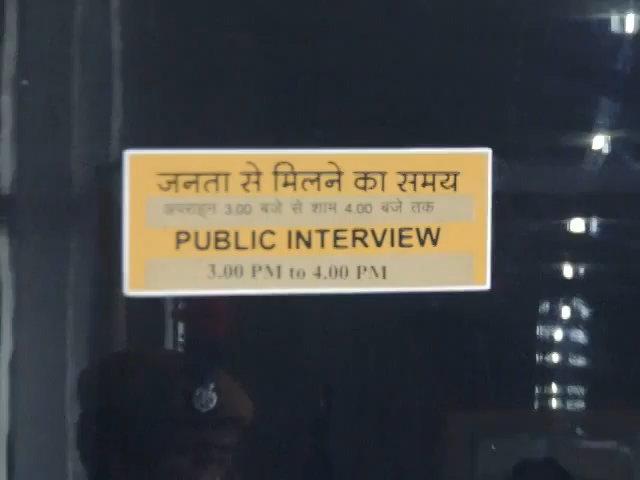 जनता से मिलने का समय
अपराह्न 3.00 बजे से शाम 4.00 बजे तक
PUBLIC INTERVIEW
3.00 PM to 4.00 PM